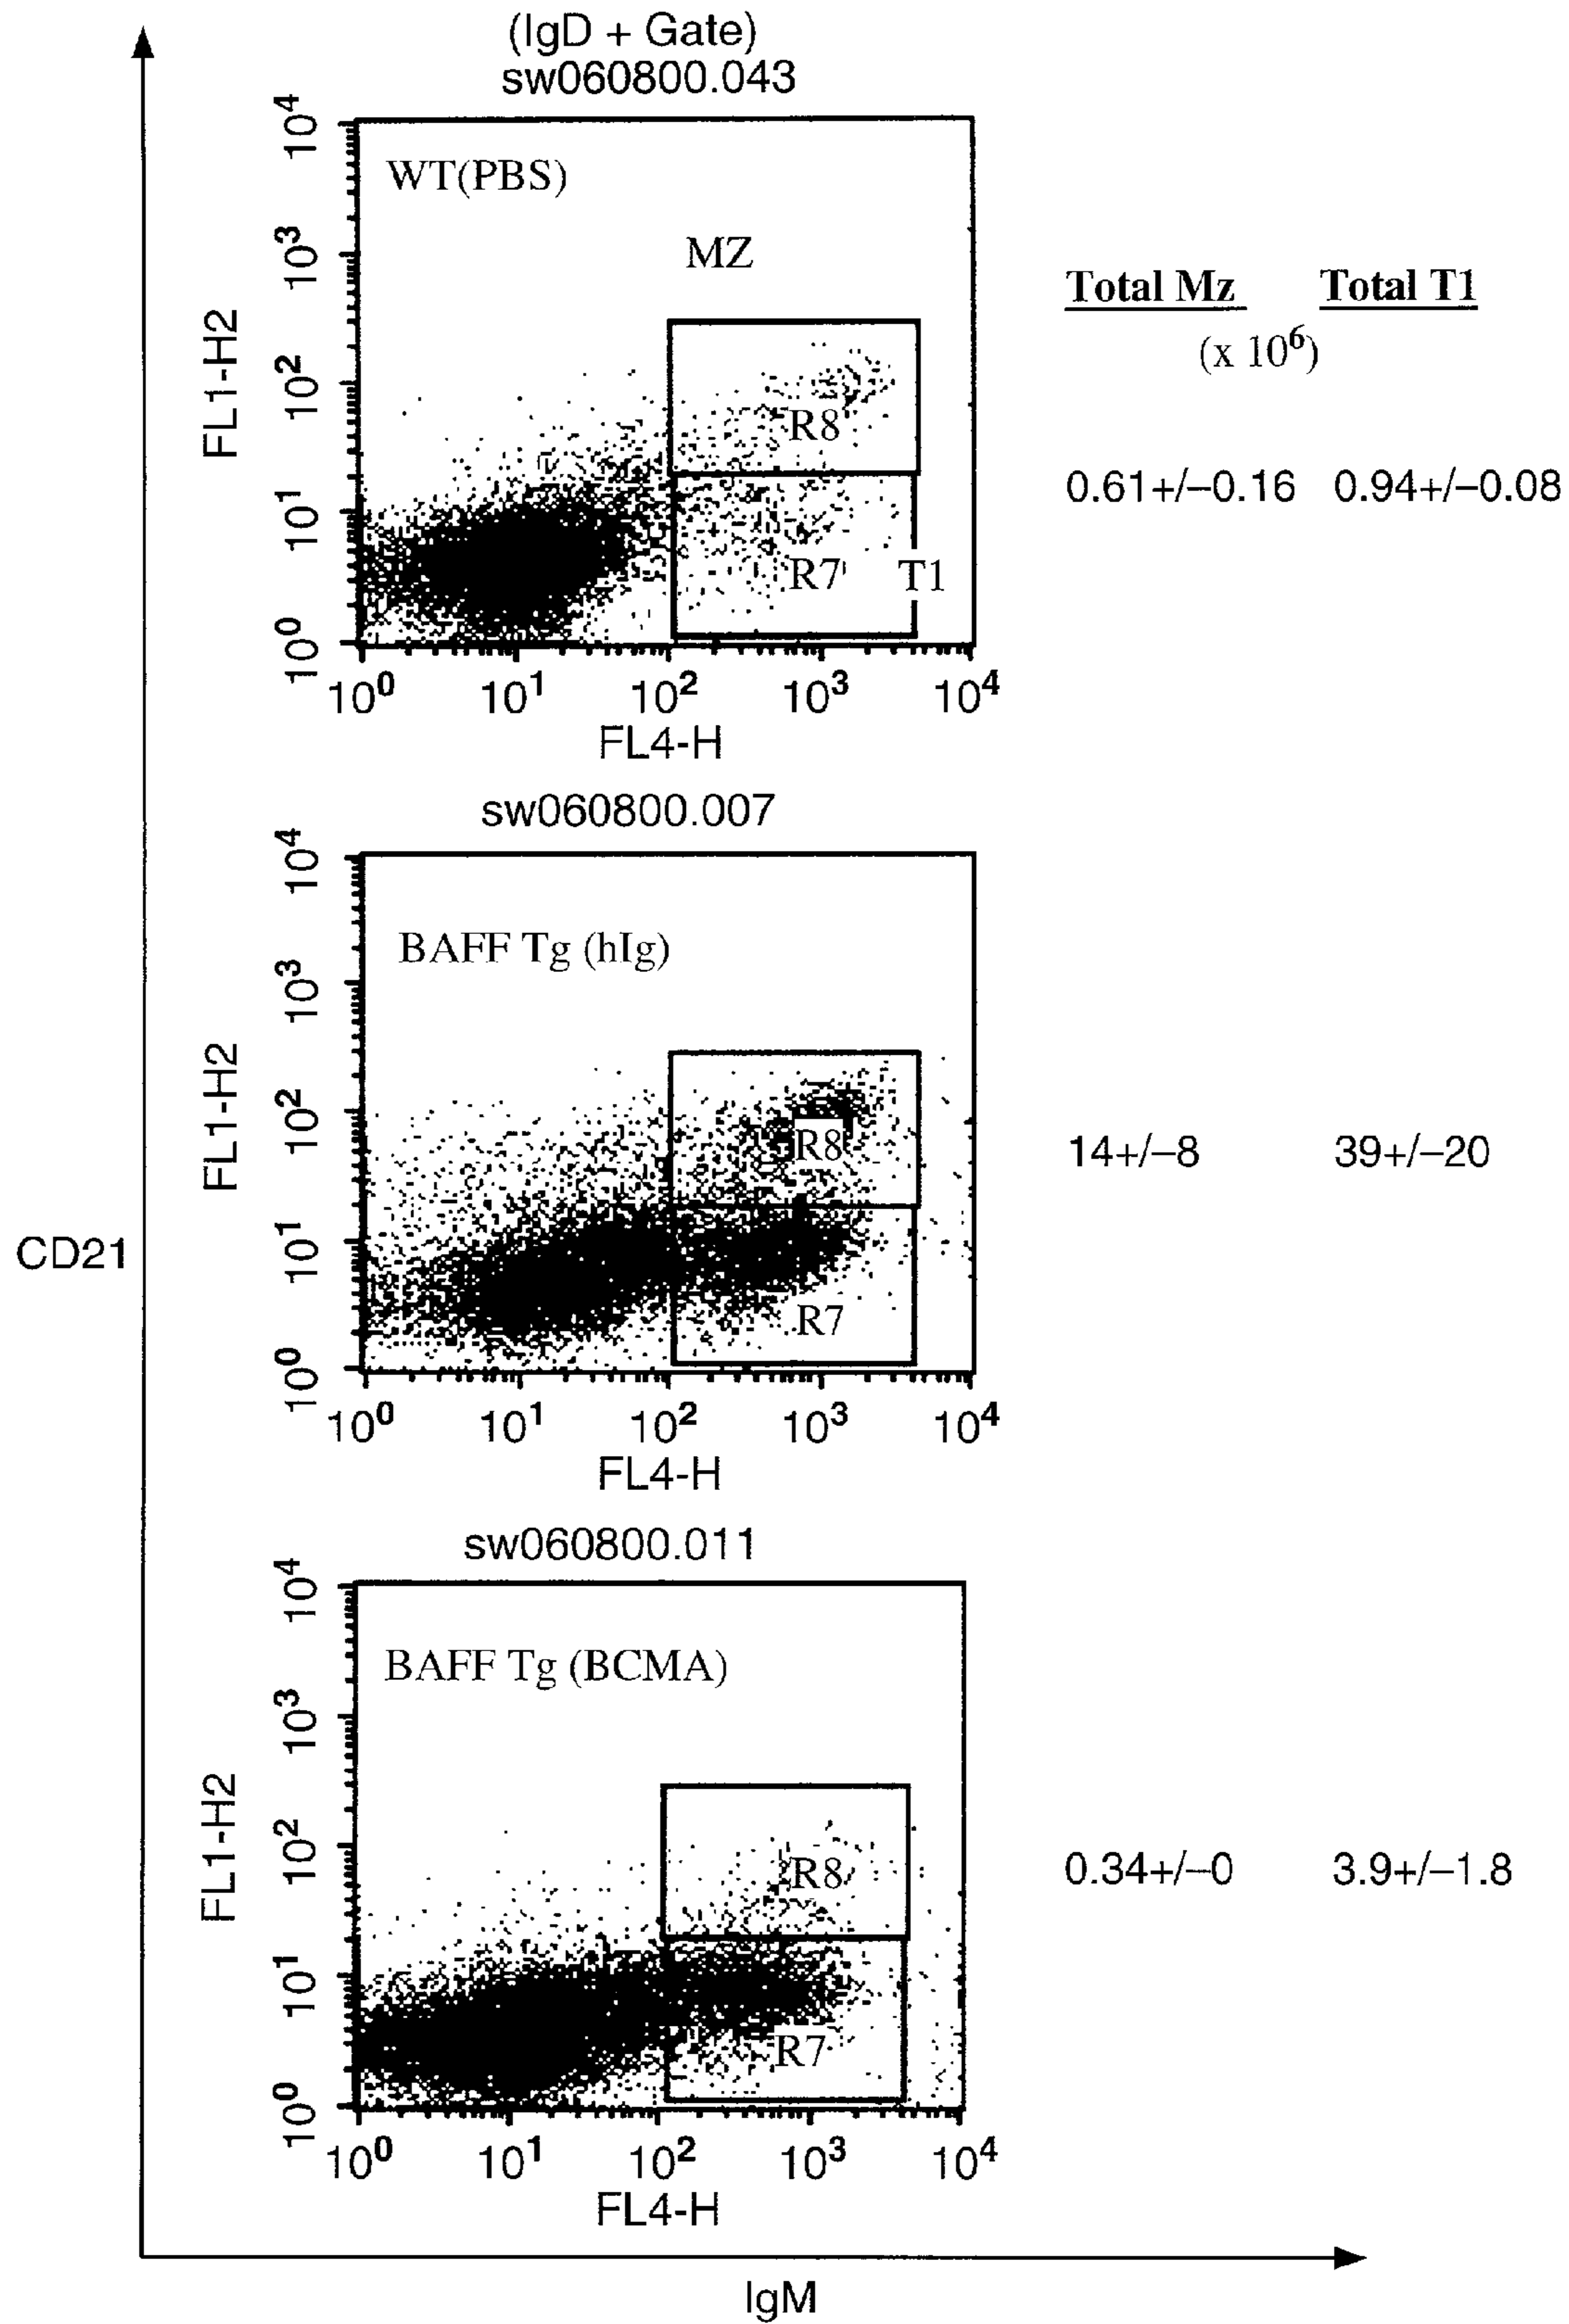 (IgD + Gate)
sw060800.043
10⁴
10³
10²
10¹
10⁰
FL1-H2
WT(PBS)
MZ
R8
R7
T1
10⁰ 10¹ 10² 10³ 10⁴
FL4-H
Total Mz Total T1
(x 10⁶)
0.61+/–0.16 0.94+/–0.08
sw060800.007
10⁴
10³
10²
10¹
10⁰
FL1-H2
BAFF Tg (hIg)
R8
R7
10⁰ 10¹ 10² 10³ 10⁴
FL4-H
14+/–8 39+/–20
CD21
sw060800.011
10⁴
10³
10²
10¹
10⁰
FL1-H2
BAFF Tg (BCMA)
R8
R7
10⁰ 10¹ 10² 10³ 10⁴
FL4-H
0.34+/–0 3.9+/–1.8
IgM